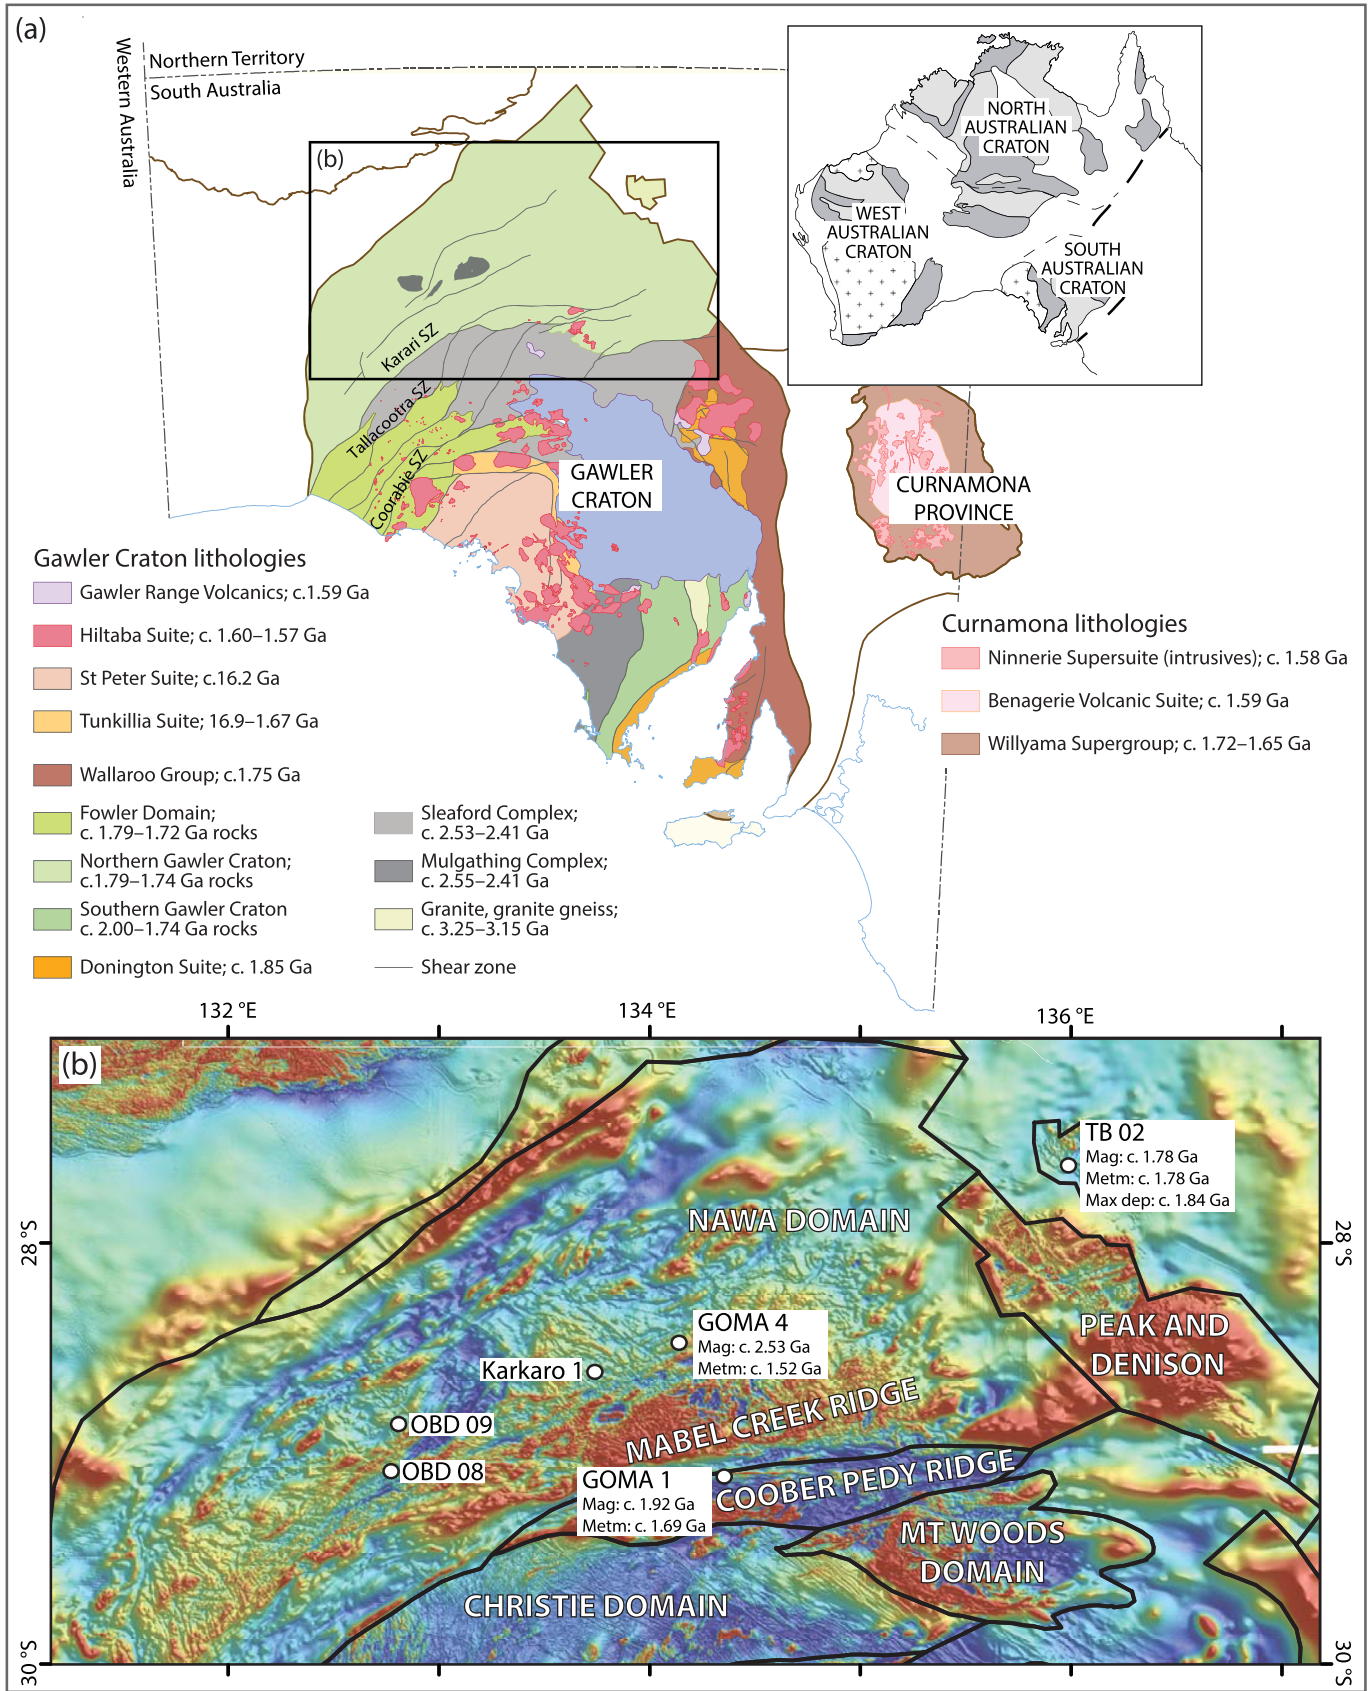 (a)
Western Australia
Northern Territory
South Australia
(b)
Karari SZ
Tallacootra SZ
Coorabie SZ
GAWLER
CRATON
NORTH
AUSTRALIAN
CRATON
WEST
AUSTRALIAN
CRATON
SOUTH
AUSTRALIAN
CRATON
CURNAMONA
PROVINCE
Gawler Craton lithologies
Gawler Range Volcanics; c.1.59 Ga
Hiltaba Suite; c. 1.60–1.57 Ga
St Peter Suite; c.16.2 Ga
Tunkillia Suite; 16.9–1.67 Ga
Wallaroo Group; c.1.75 Ga
Fowler Domain;
c. 1.79–1.72 Ga rocks
Northern Gawler Craton;
c.1.79–1.74 Ga rocks
Southern Gawler Craton
c. 2.00–1.74 Ga rocks
Donington Suite; c. 1.85 Ga
Sleaford Complex;
c. 2.53–2.41 Ga
Mulgathing Complex;
c. 2.55–2.41 Ga
Granite, granite gneiss;
c. 3.25–3.15 Ga
Shear zone
Curnamona lithologies
Ninnerie Supersuite (intrusives); c. 1.58 Ga
Benagerie Volcanic Suite; c. 1.59 Ga
Willyama Supergroup; c. 1.72–1.65 Ga
132 °E
134 °E
136 °E
(b)
TB 02
Mag: c. 1.78 Ga
Metm: c. 1.78 Ga
Max dep: c. 1.84 Ga
28°S
28°S
NAWA DOMAIN
PEAK AND
DENISON
GOMA 4
Mag: c. 2.53 Ga
Metm: c. 1.52 Ga
Karkaro 1
OBD 09
OBD 08
MABEL CREEK RIDGE
GOMA 1
Mag: c. 1.92 Ga
Metm: c. 1.69 Ga
COOBER PEDY RIDGE
MT WOODS
DOMAIN
CHRISTIE DOMAIN
30°S
30°S